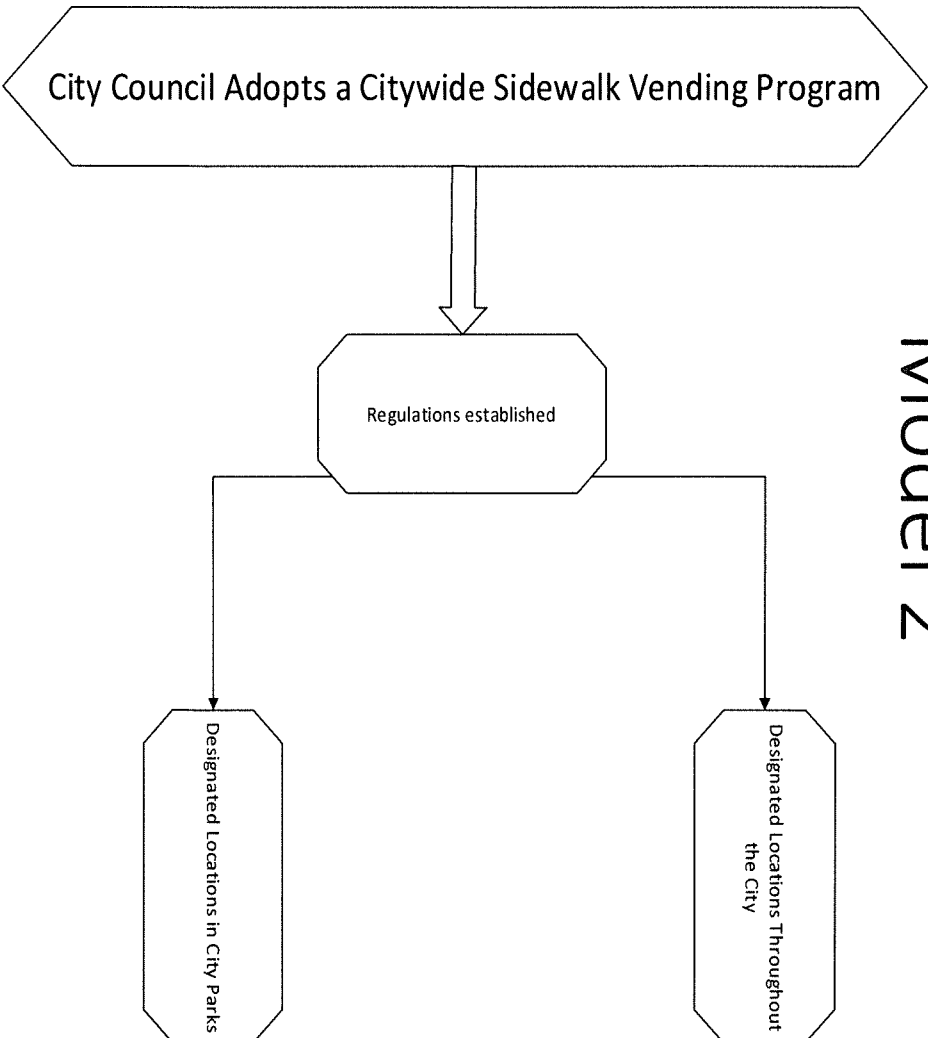 City Council Adopts a Citywide Sidewalk Vending Program
Model 2
Regulations established
Designated Locations in City Parks
Designated Locations Throughout
the City